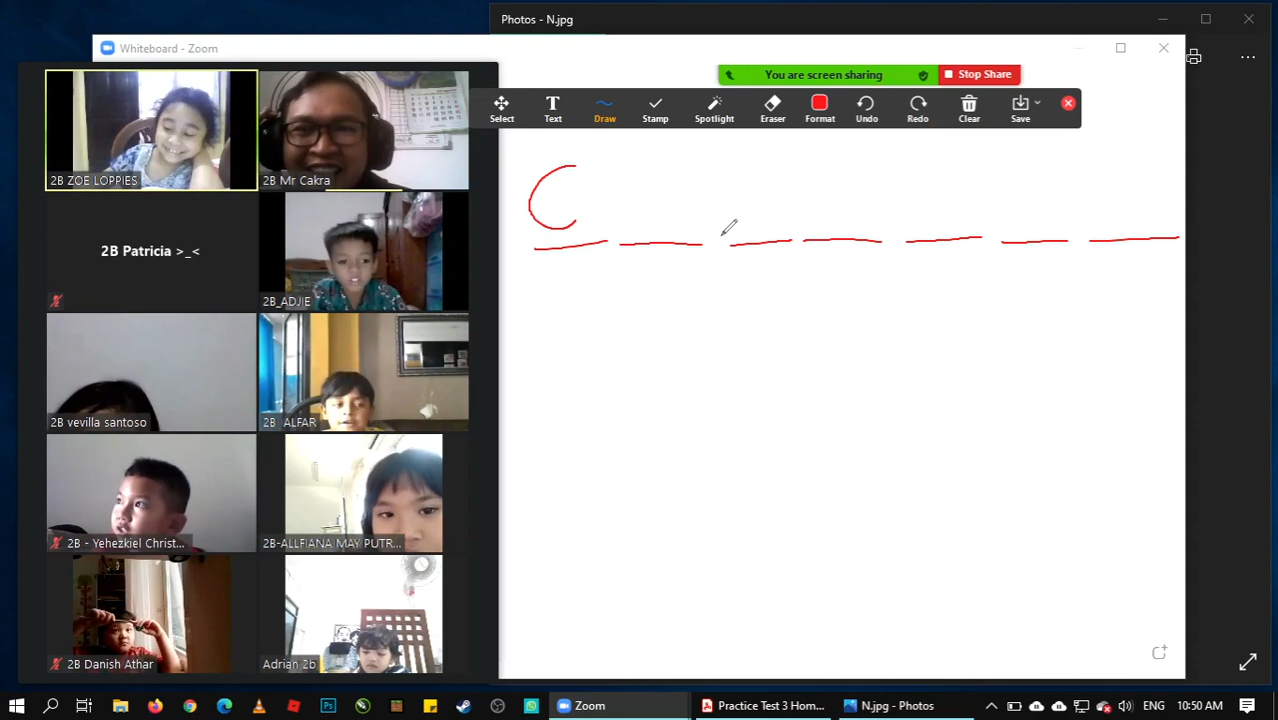 Photos - N.jpg
Whiteboard - Zoom
You are screen sharing
Stop Share
Select Text Draw Stamp Spotlight Eraser Format Undo Redo Clear Save
C
2B ZOE LOPPIES
2B Mr Cakra
2B Patricia >_<
2B_ADJIE
2B vevilla santoso
2B_ALFAR
2B - Yehezkiel Christ...
2B-ALLFIANA MAY PUTR...
2B Danish Athar
Adrian 2b
Zoom
Practice Test 3 Hom...
N.jpg - Photos
ENG
10:50 AM